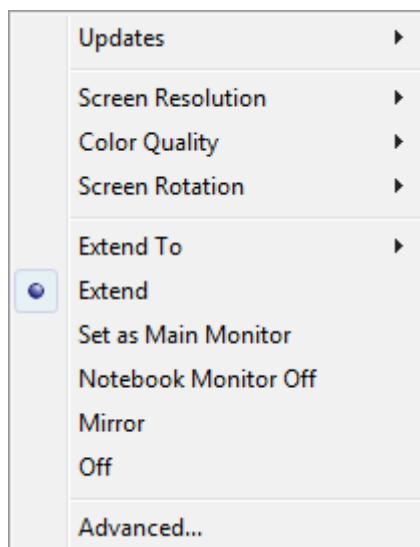 Updates
Screen Resolution
Color Quality
Screen Rotation
Extend To
Extend
Set as Main Monitor
Notebook Monitor Off
Mirror
Off
Advanced...